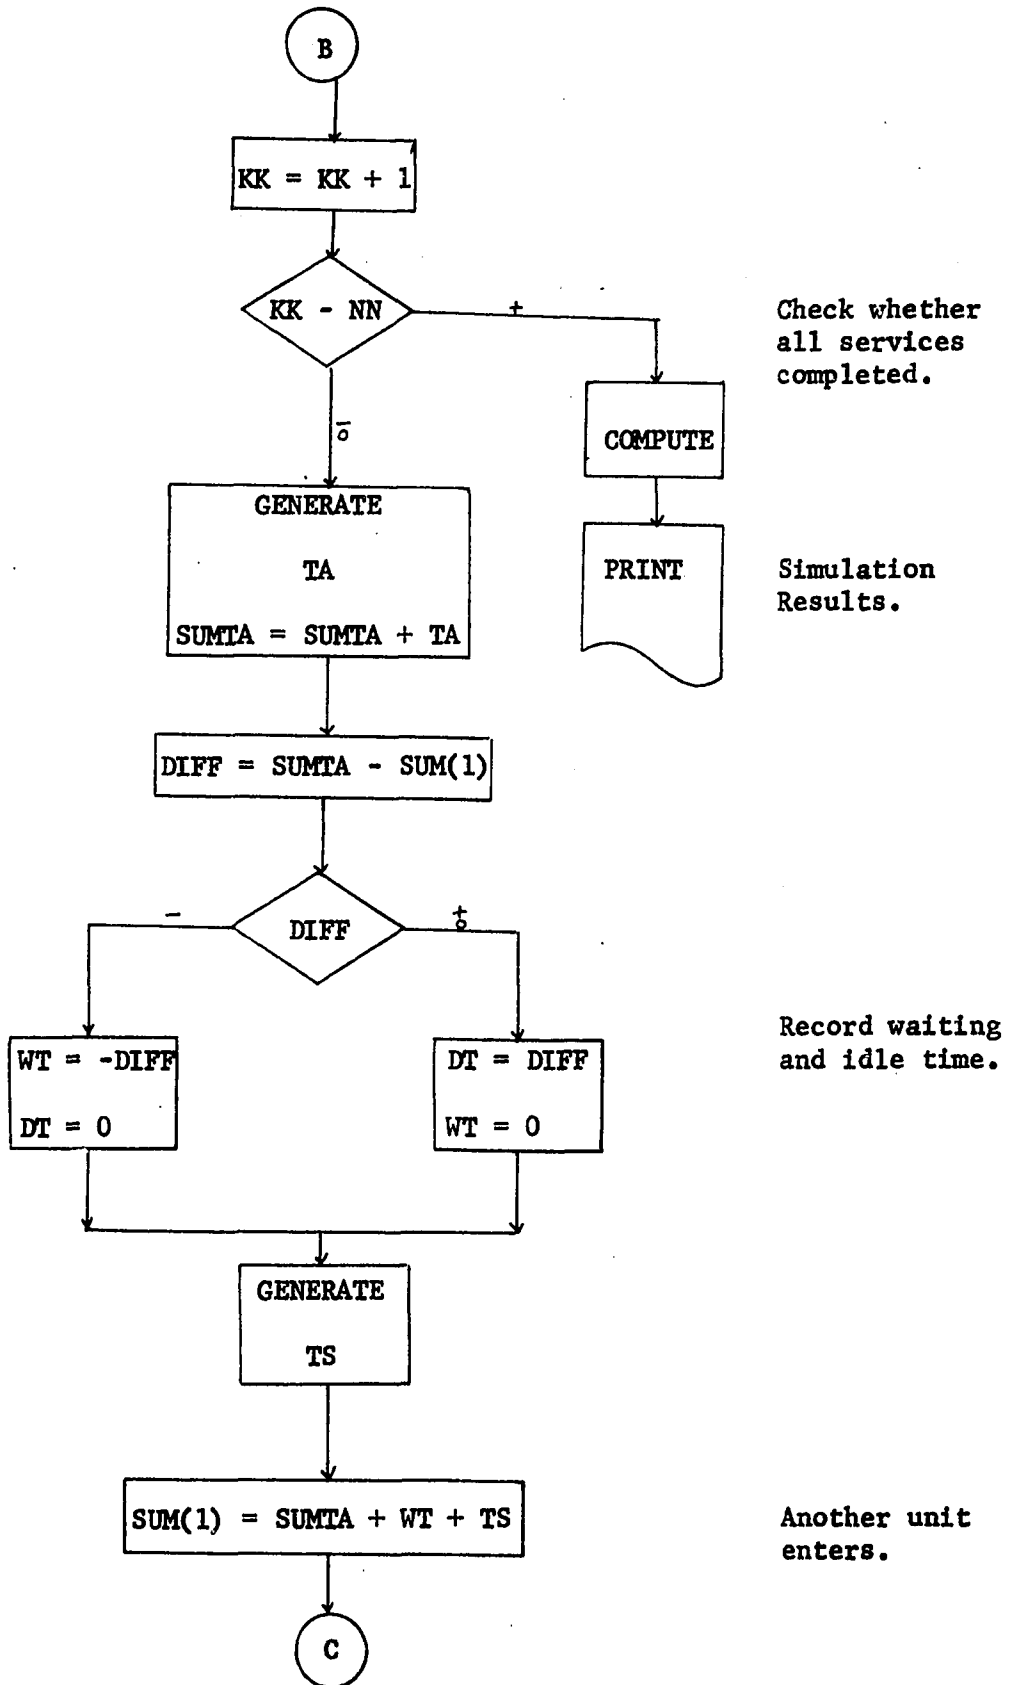 B
KK = KK + 1
KK - NN
+
Check whether
all services
completed.
COMPUTE
-
0
GENERATE
TA
SUMTA = SUMTA + TA
PRINT
Simulation
Results.
DIFF = SUMTA - SUM(1)
DIFF
-
+
0
WT = -DIFF
DT = 0
DT = DIFF
WT = 0
Record waiting
and idle time.
GENERATE
TS
SUM(1) = SUMTA + WT + TS
Another unit
enters.
C